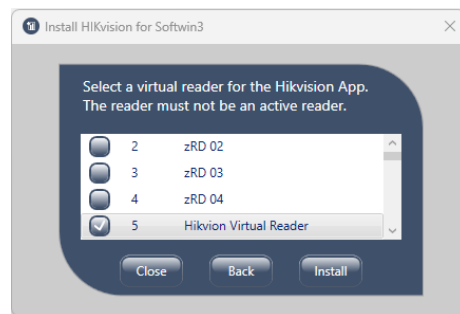 Install HIKvision for Softwin3
Select a virtual reader for the Hikvision App.
The reader must not be an active reader.
2 zRD 02
3 zRD 03
4 zRD 04
5 Hikvion Virtual Reader
Close Back Install